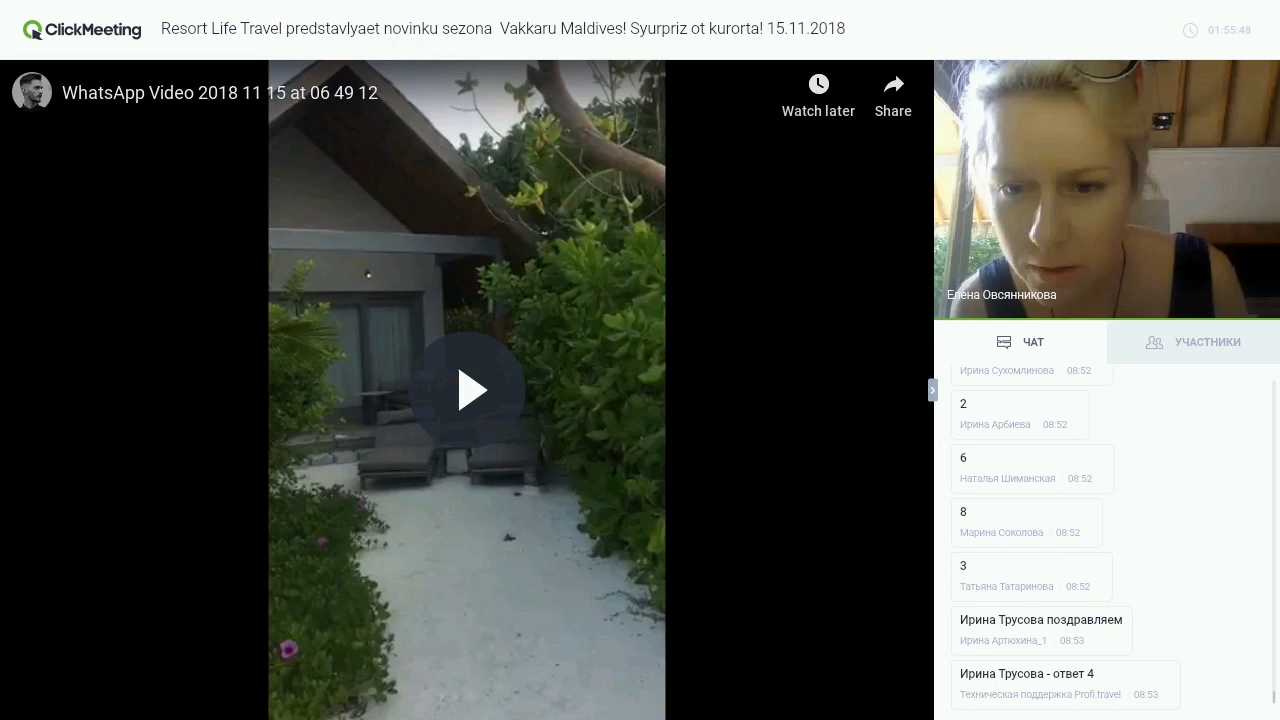 ClickMeeting
Resort Life Travel predstavlyaet novinku sezona  Vakkaru Maldives! Syurpriz ot kurorta! 15.11.2018
01:55:48
WhatsApp Video 2018 11 15 at 06 49 12
Watch later
Share
Елена Овсянникова
ЧАТ
УЧАСТНИКИ
Ирина Сухомлинова 08:52
2
Ирина Арбиева 08:52
6
Наталья Шиманская 08:52
8
Марина Соколова 08:52
3
Татьяна Татаринова 08:52
Ирина Трусова поздравляем
Ирина Артюхина_1 08:53
Ирина Трусова - ответ 4
Техническая поддержка Profi.travel 08:53